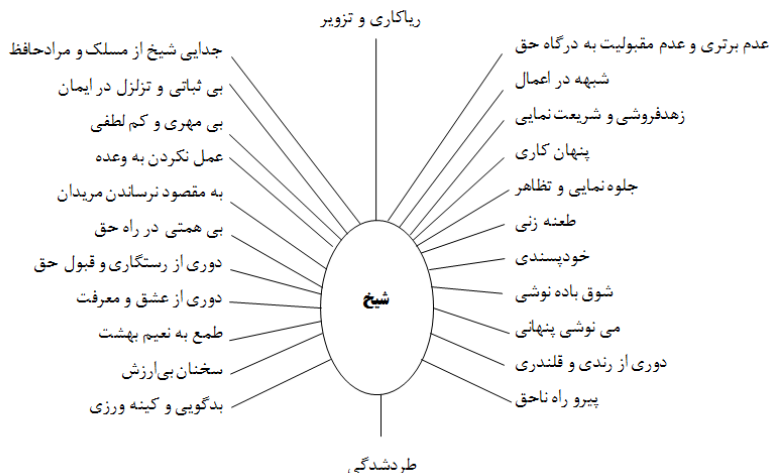 ریاکاری و تزویر
عدم برتری و عدم مقبولیت به درگاه حق
شبهه در اعمال
زهدفروشی و شریعت نمایی
پنهان کاری
جلوه نمایی و تظاهر
طعنه زنی
خودپسندی
شوق باده نوشی
می نوشی پنهانی
دوری از رندی و قلندری
پیرو راه ناحق
جدایی شیخ از مسلک و مرادحافظ
بی ثباتی و تزلزل در ایمان
بی مهری و کم لطفی
عمل نکردن به وعده
به مقصود نرساندن مریدان
بی همتی در راه حق
دوری از رستگاری و قبول حق
دوری از عشق و معرفت
طمع به نعیم بهشت
سخنان بی‌ارزش
بدگویی و کینه ورزی
شیخ
طردشدگی